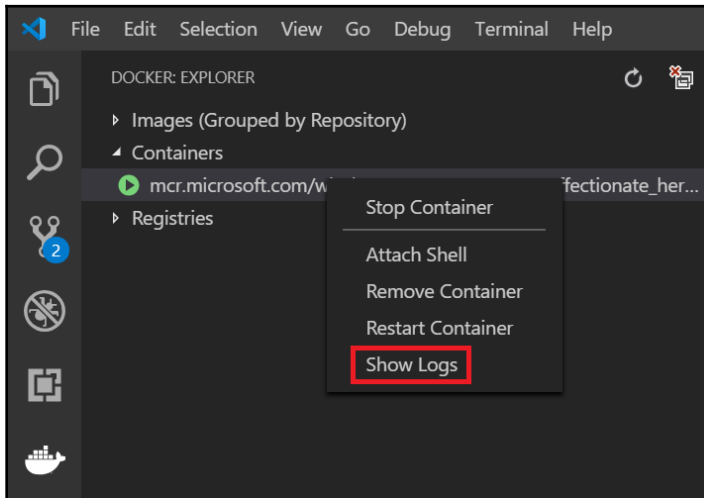 File Edit Selection View Go Debug Terminal Help
DOCKER: EXPLORER
Images (Grouped by Repository)
Containers
mcr.microsoft.com/w fectionate_her...
Stop Container
Registries
Attach Shell
Remove Container
Restart Container
Show Logs
2